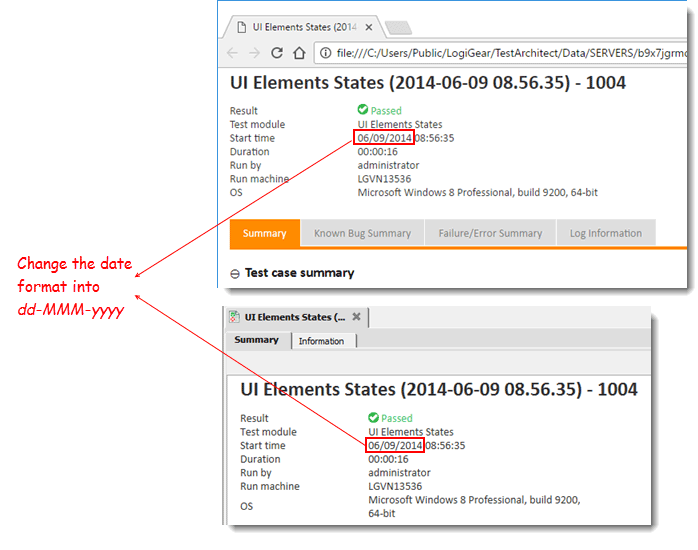 UI Elements States (2014
file:///C:/Users/Public/LogiGear/TestArchitect/Data/SERVERS/b9x7jgrmc
UI Elements States (2014-06-09 08.56.35) - 1004
Result Passed
Test module UI Elements States
Start time 06/09/2014 08:56:35
Duration 00:00:16
Run by administrator
Run machine LGVN13536
OS Microsoft Windows 8 Professional, build 9200, 64-bit
Summary Known Bug Summary Failure/Error Summary Log Information
Test case summary
Change the date
format into
dd-MMM-yyyy
UI Elements States (...
Summary Information
UI Elements States (2014-06-09 08.56.35) - 1004
Result Passed
Test module UI Elements States
Start time 06/09/2014 08:56:35
Duration 00:00:16
Run by administrator
Run machine LGVN13536
OS Microsoft Windows 8 Professional, build 9200,
64-bit